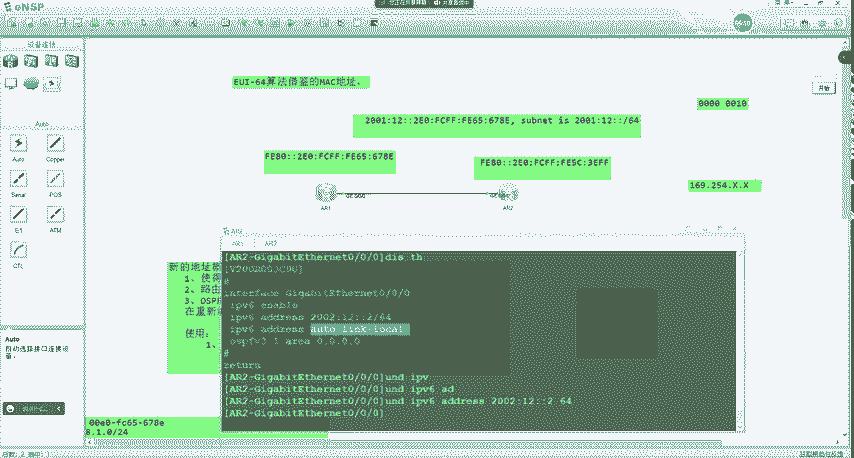 eNSP
设备连线
EUI-64算法借鉴的MAC地址.
0000 0010
2001:12::2E0:FCFF:FE65:678E, subnet is 2001:12::/64
FE80::2E0:FCFF:FE65:678E
FE80::2E0:FCFF:FE5C:3EFF
169.254.X.X
AR1
AR2
Auto
Auto
Copper
Serial
POS
E1
ATM
CTL
新的地址
1、使得
2、路由
3、OSP
在重新
使用:
1、
AR1
AR2
[AR2-GigabitEthernet0/0/0]dis th
[V200R003C00]
#
interface GigabitEthernet0/0/0
ipv6 enable
ipv6 address 2002:12::2/64
ipv6 address auto link-local
ospfv3 1 area 0.0.0.0
#
return
[AR2-GigabitEthernet0/0/0]und ipv
[AR2-GigabitEthernet0/0/0]und ipv6 ad
[AR2-GigabitEthernet0/0/0]und ipv6 address 2002:12::2 64
[AR2-GigabitEthernet0/0/0]
Auto
自动选择接口连接设备。
00e0-fc65-678e
8.1.0/24